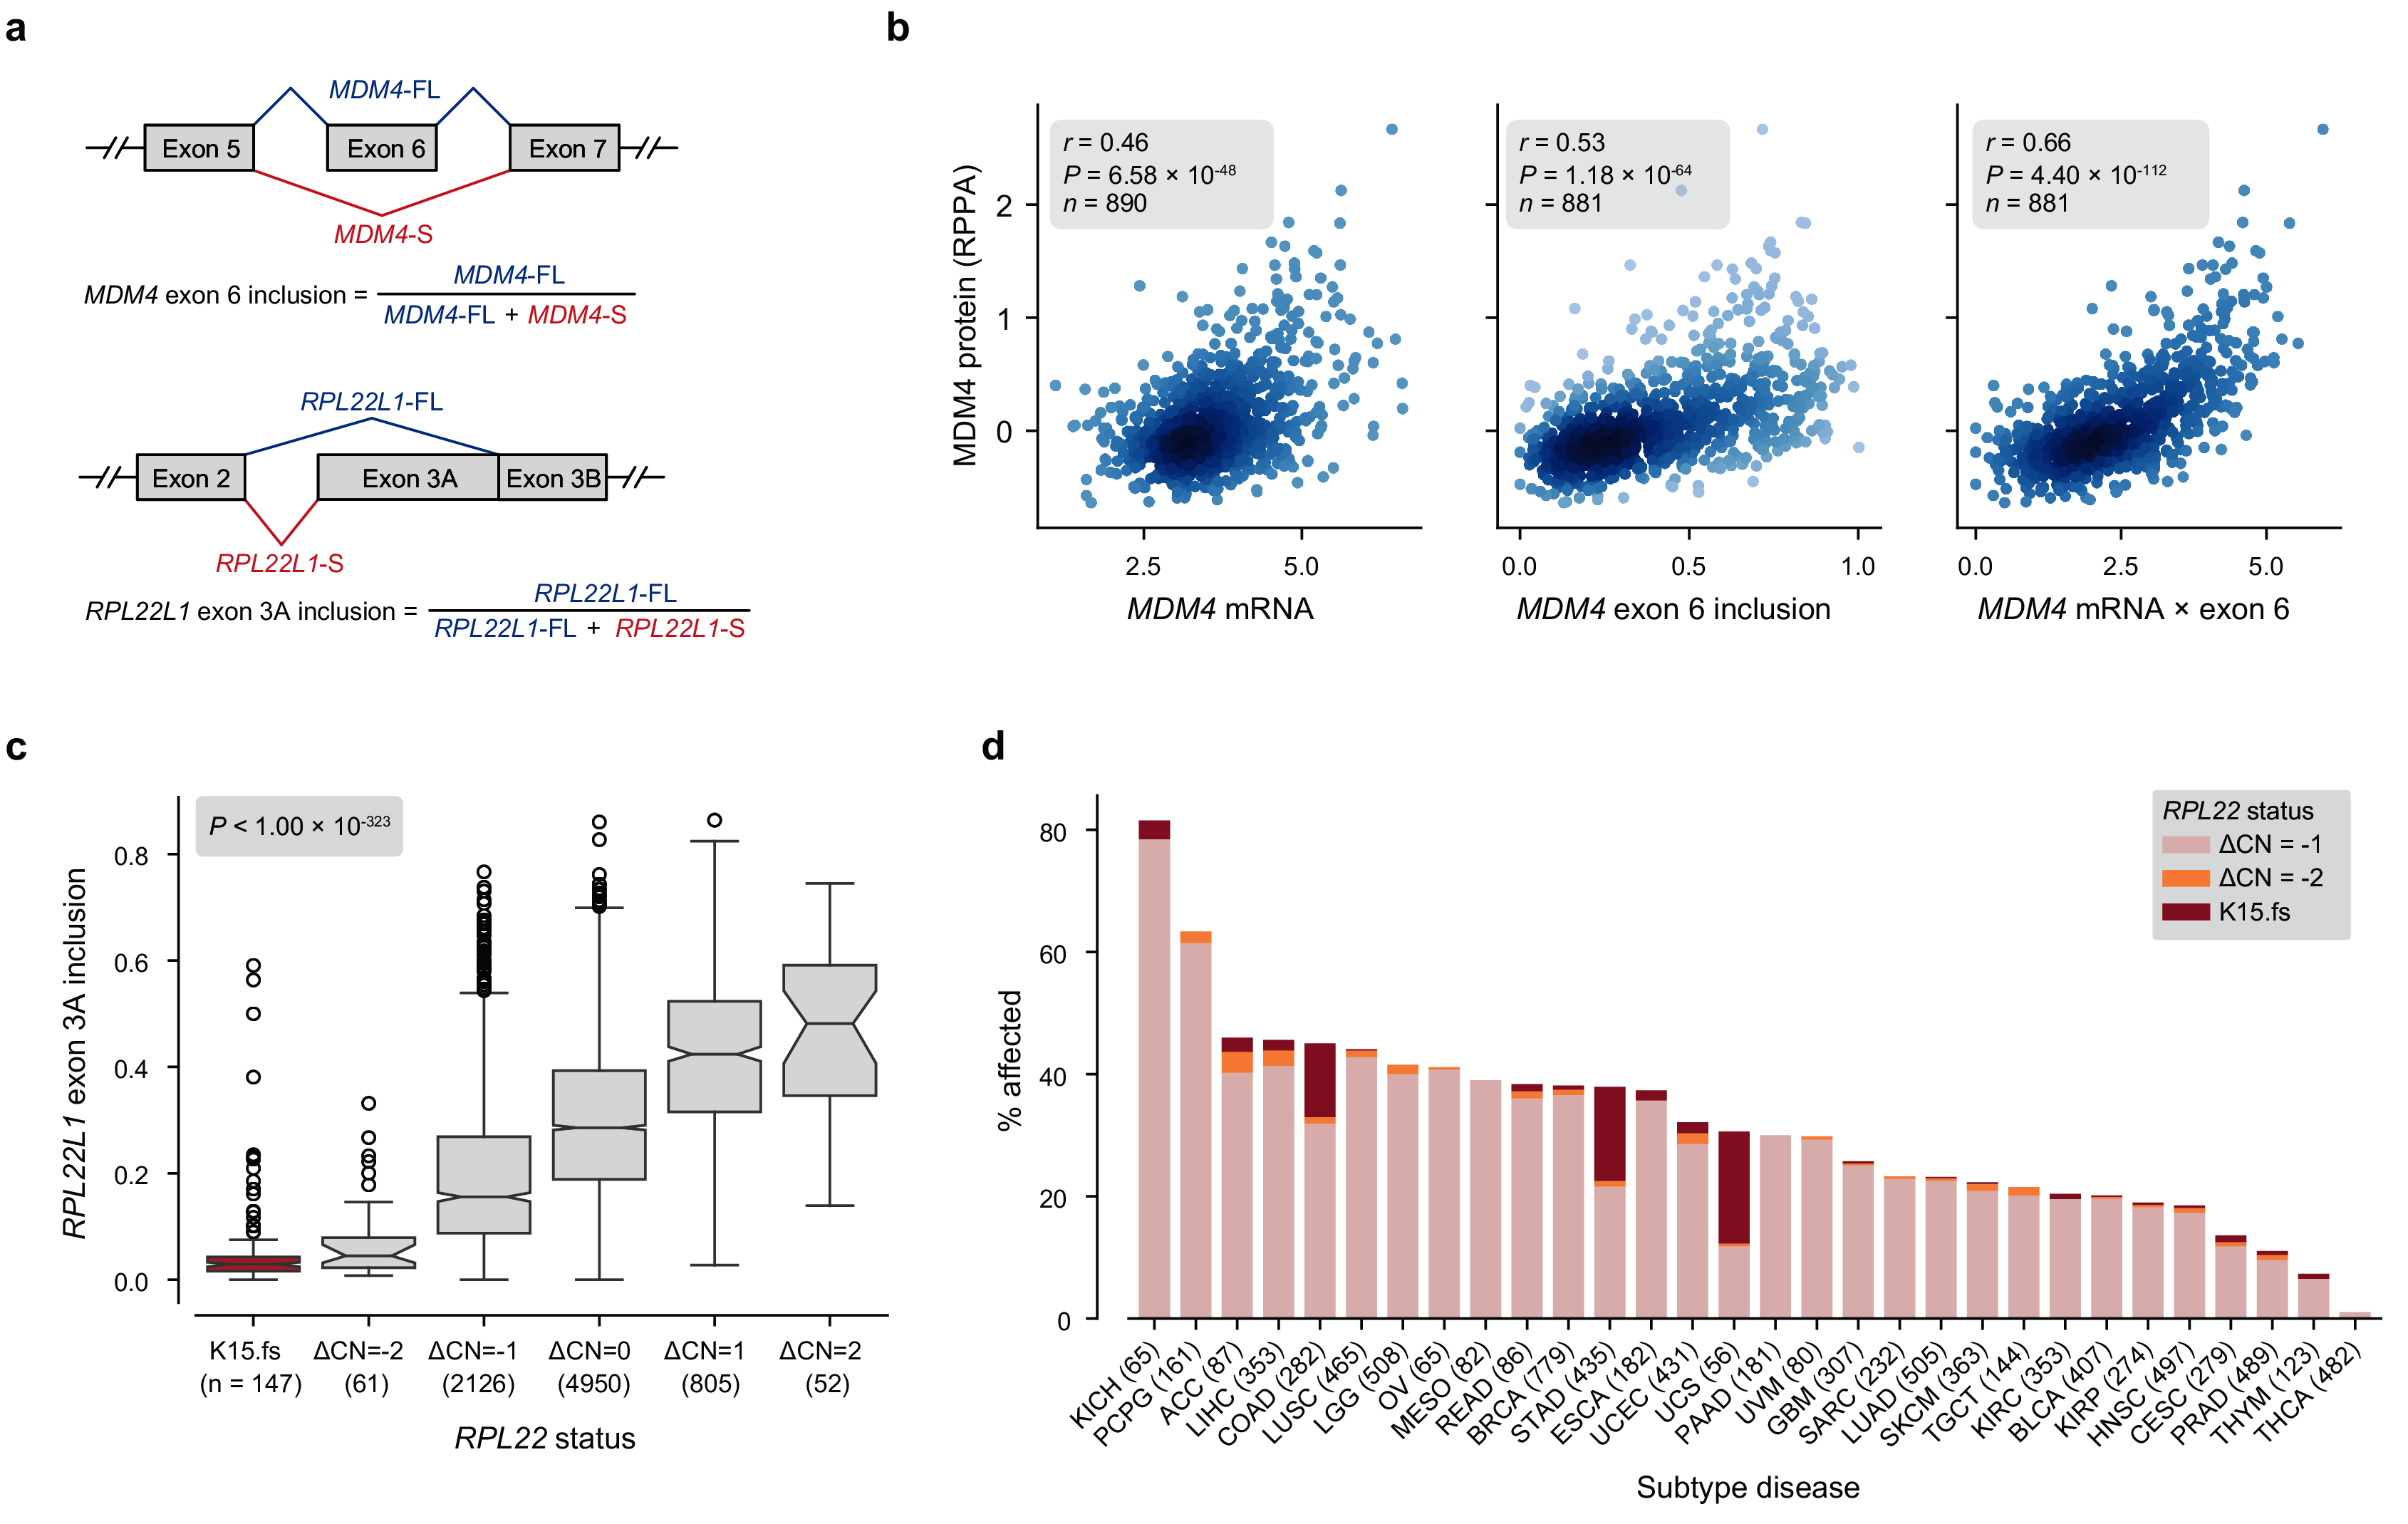 a
MDM4-FL
Exon 5
Exon 6
Exon 7
MDM4-S
MDM4 exon 6 inclusion =
MDM4-FL
MDM4-FL + MDM4-S
RPL22L1-FL
Exon 2
Exon 3A
Exon 3B
RPL22L1-S
RPL22L1 exon 3A inclusion =
RPL22L1-FL
RPL22L1-FL + RPL22L1-S
b
MDM4 protein (RPPA)
2
1
0
r = 0.46
P = 6.58 × 10-48
n = 890
2.5
5.0
MDM4 mRNA
r = 0.53
P = 1.18 × 10-64
n = 881
0.0
0.5
1.0
MDM4 exon 6 inclusion
r = 0.66
P = 4.40 × 10-112
n = 881
0.0
2.5
5.0
MDM4 mRNA × exon 6
c
P < 1.00 × 10-323
RPL22L1 exon 3A inclusion
0.8
0.6
0.4
0.2
0.0
K15.fs
(n = 147)
ΔCN=-2
(61)
ΔCN=-1
(2126)
ΔCN=0
(4950)
ΔCN=1
(805)
ΔCN=2
(52)
RPL22 status
d
% affected
80
60
40
20
0
RPL22 status
ΔCN = -1
ΔCN = -2
K15.fs
KICH (65)
PCPG (161)
ACC (87)
LIHC (353)
COAD (282)
LUSC (465)
LGG (508)
OV (65)
MESO (82)
READ (86)
BRCA (779)
STAD (435)
ESCA (182)
UCEC (431)
UCS (56)
PAAD (181)
UVM (80)
GBM (307)
SARC (232)
LUAD (505)
SKCM (363)
TGCT (144)
KIRC (353)
BLCA (407)
KIRP (274)
HNSC (497)
CESC (279)
PRAD (489)
THYM (123)
THCA (482)
Subtype disease